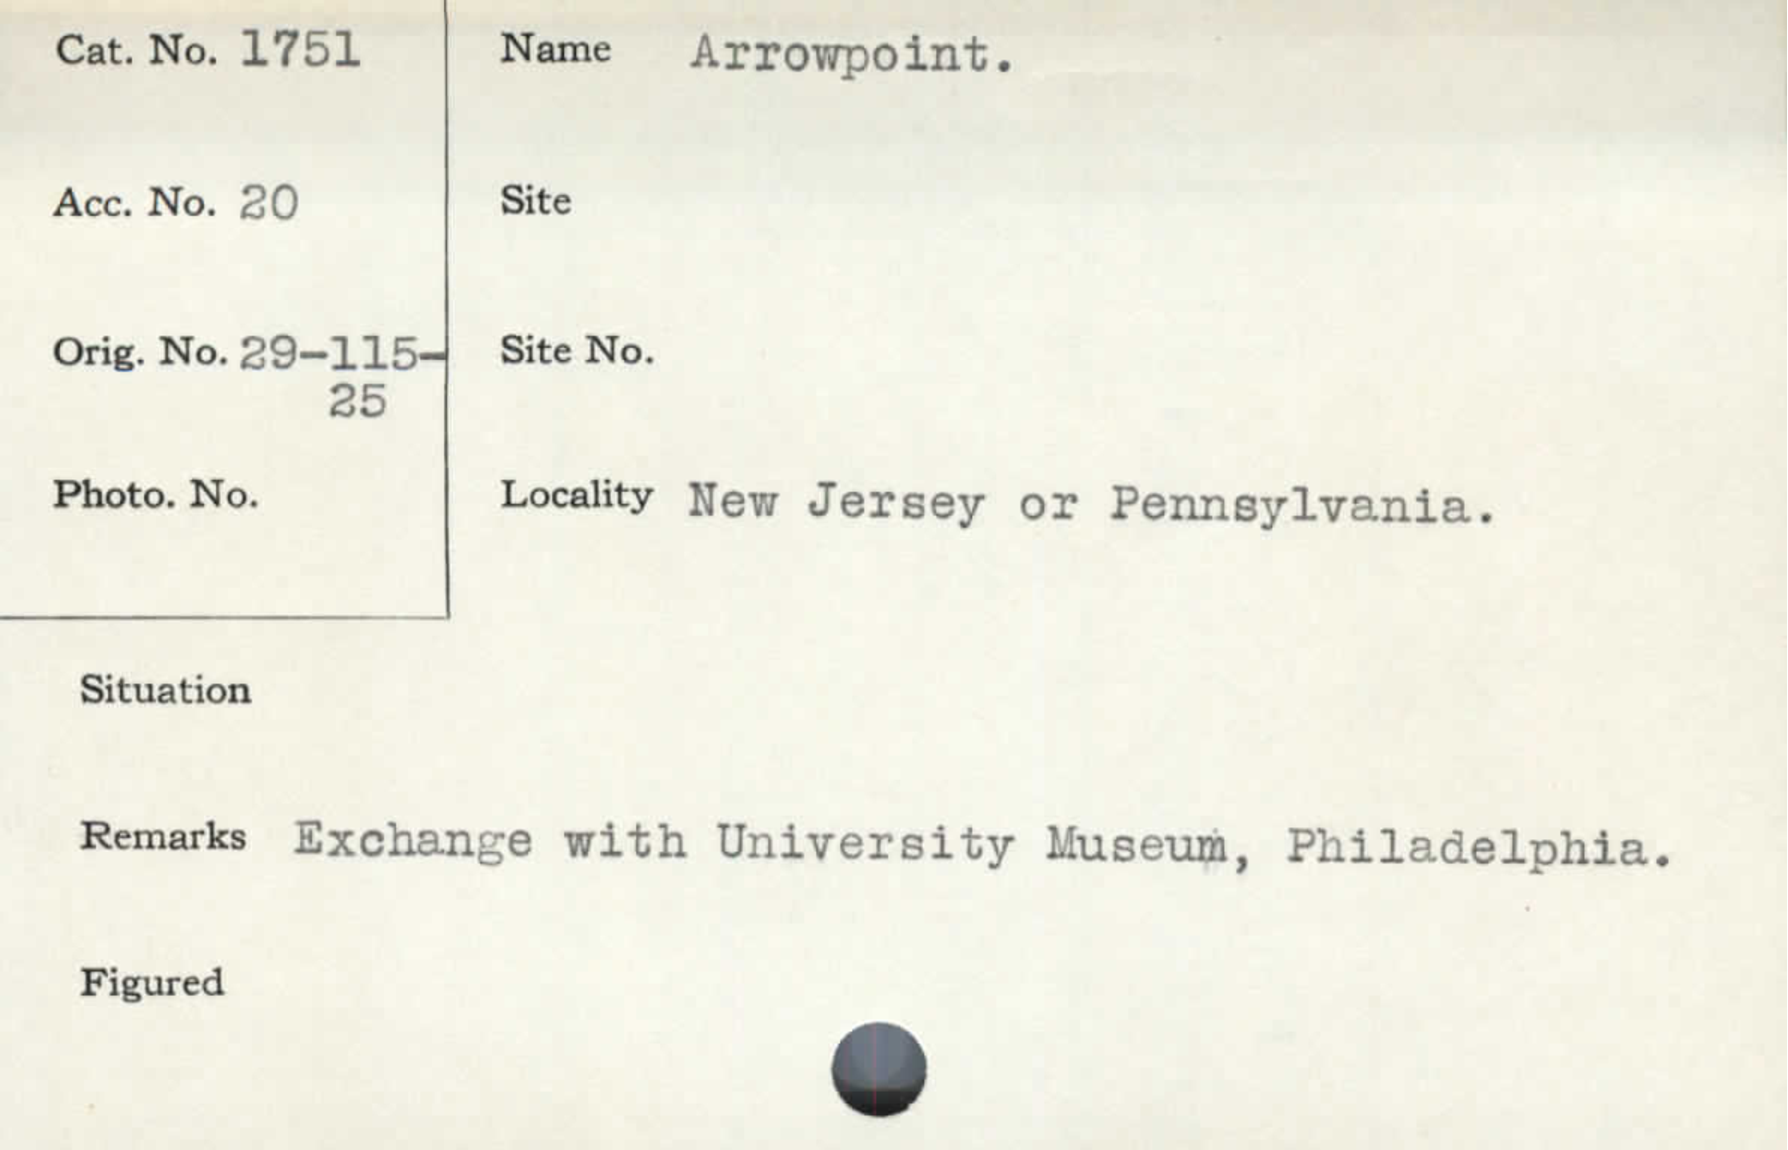 Cat. No. 1751
Name Arrowpoint.
Acc. No. 20
Site
Orig. No. 29-115-
25
Site No.
Photo. No.
Locality New Jersey or Pennsylvania.
Situation
Remarks Exchange with University Museum, Philadelphia.
Figured